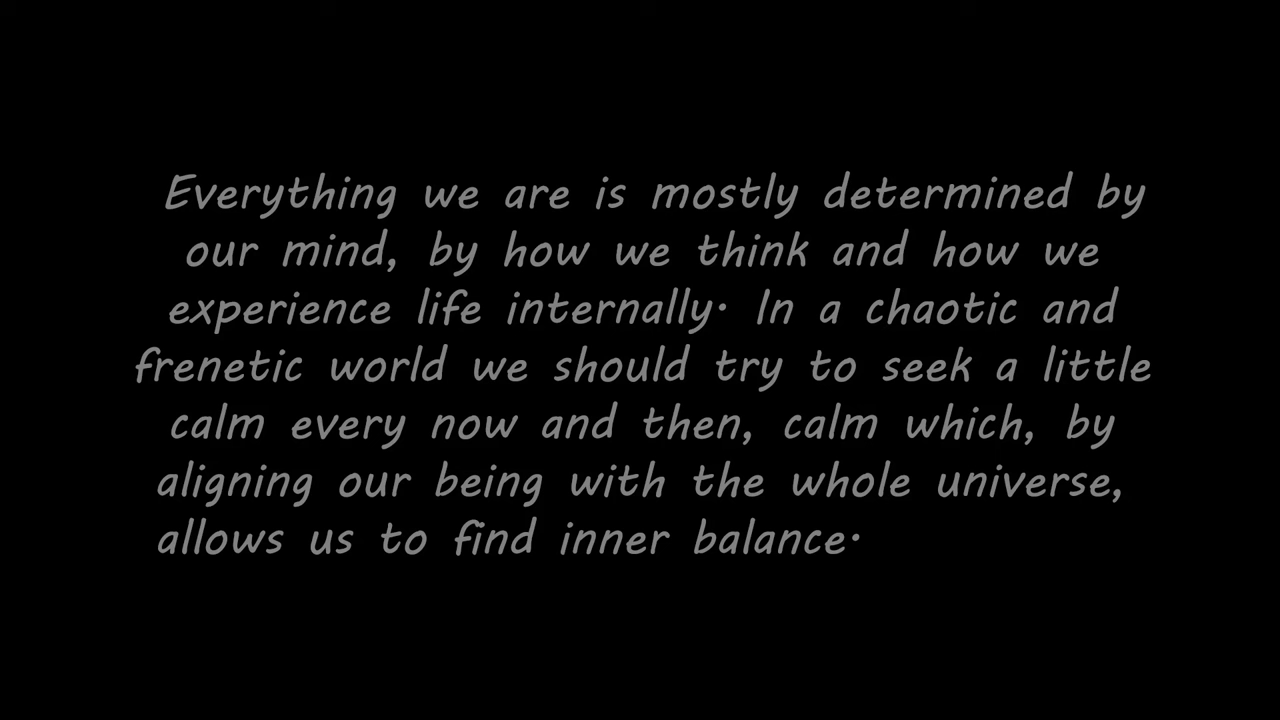 Everything we are is mostly determined by
our mind, by how we think and how we
experience life internally. In a chaotic and
frenetic world we should try to seek a little
calm every now and then, calm which, by
aligning our being with the whole universe,
allows us to find inner balance.